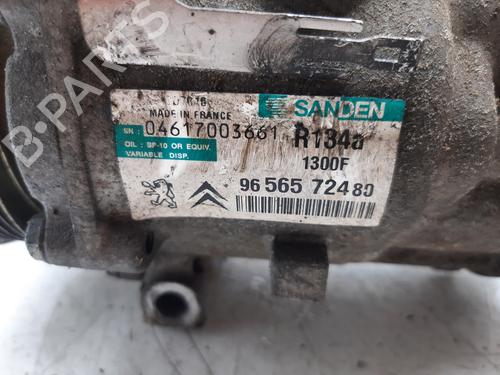 MADE IN FRANCE
SANDEN
SN: 04617003661
R134a
OIL : SP-10 OR EQUIV.
VARIABLE DISP.
1300F
96 565 724 80
B-PARTS